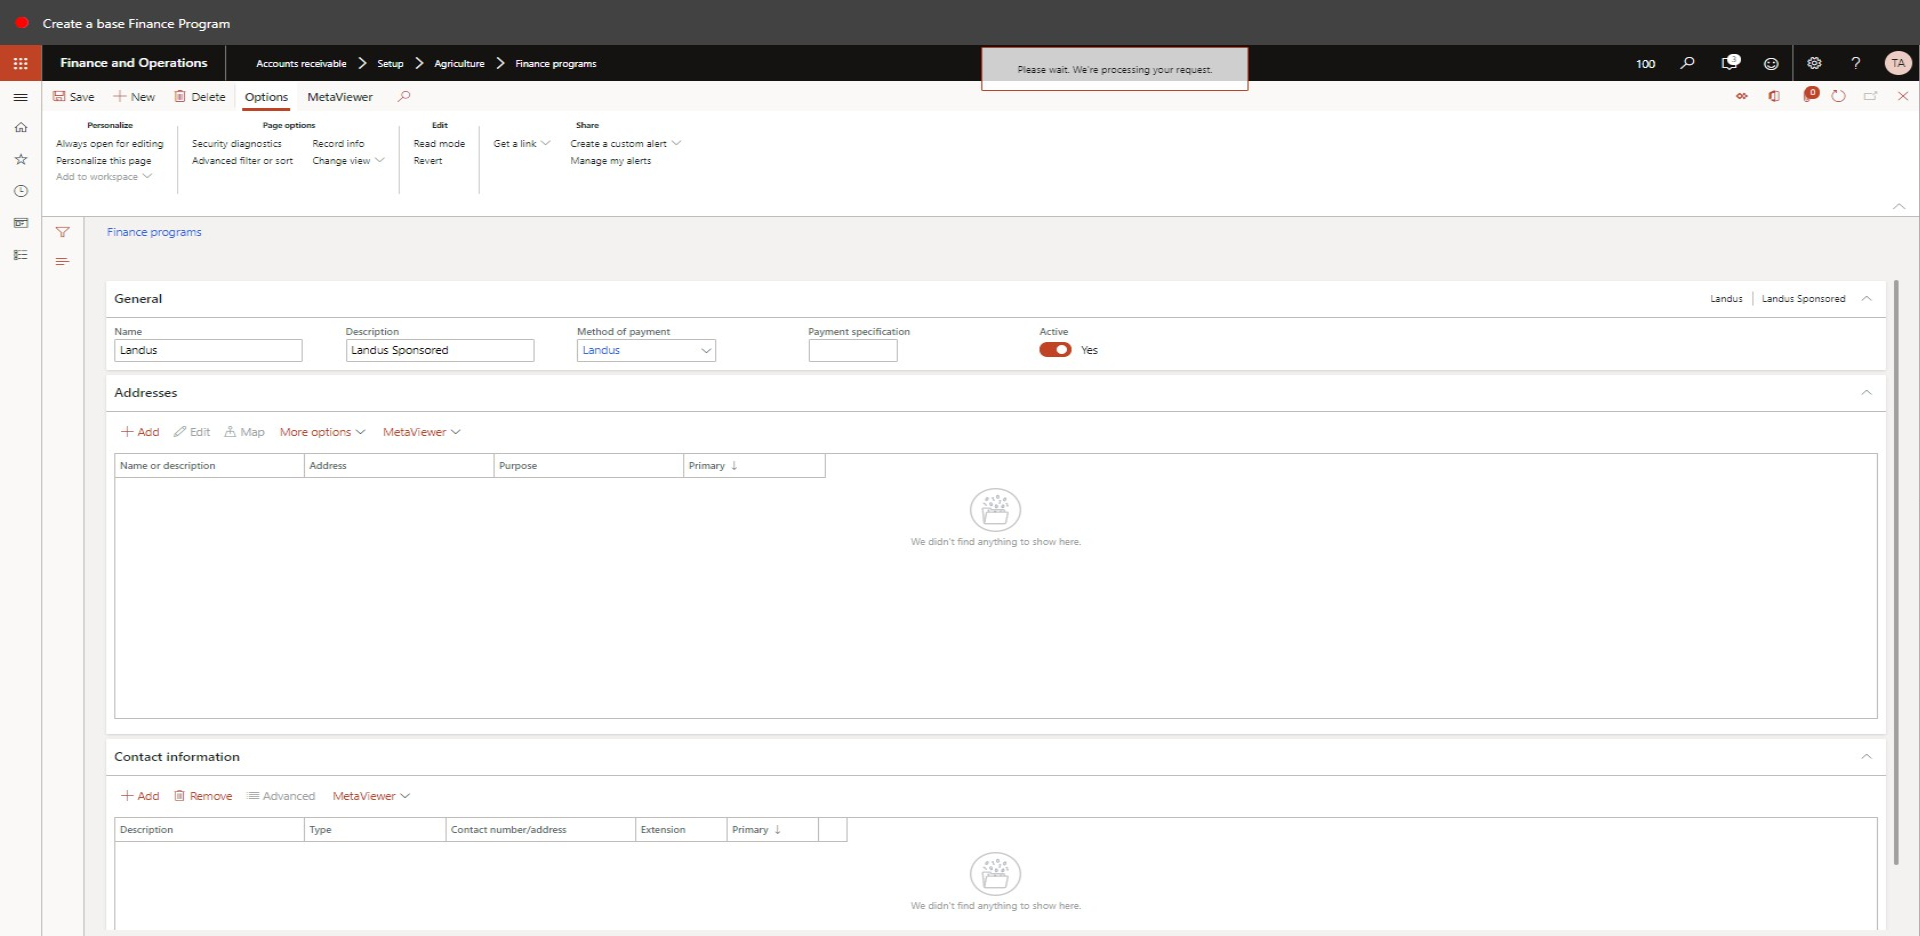 Create a base Finance Program
Finance and Operations
Accounts receivable
Setup
Agriculture
Finance programs
Please wait. We're processing your request.
100
3
?
TA
Save
New
Delete
Options
MetaViewer
0
Personalize
Always open for editing
Personalize this page
Add to workspace
Page options
Security diagnostics
Advanced filter or sort
Record info
Change view
Edit
Read mode
Revert
Get a link
Share
Create a custom alert
Manage my alerts
Finance programs
General
Landus
Landus Sponsored
Name
Description
Method of payment
Payment specification
Active
Landus
Landus Sponsored
Landus
Yes
Addresses
Add
Edit
Map
More options
MetaViewer
Name or description
Address
Purpose
Primary
We didn't find anything to show here.
Contact information
Add
Remove
Advanced
MetaViewer
Description
Type
Contact number/address
Extension
Primary
We didn't find anything to show here.